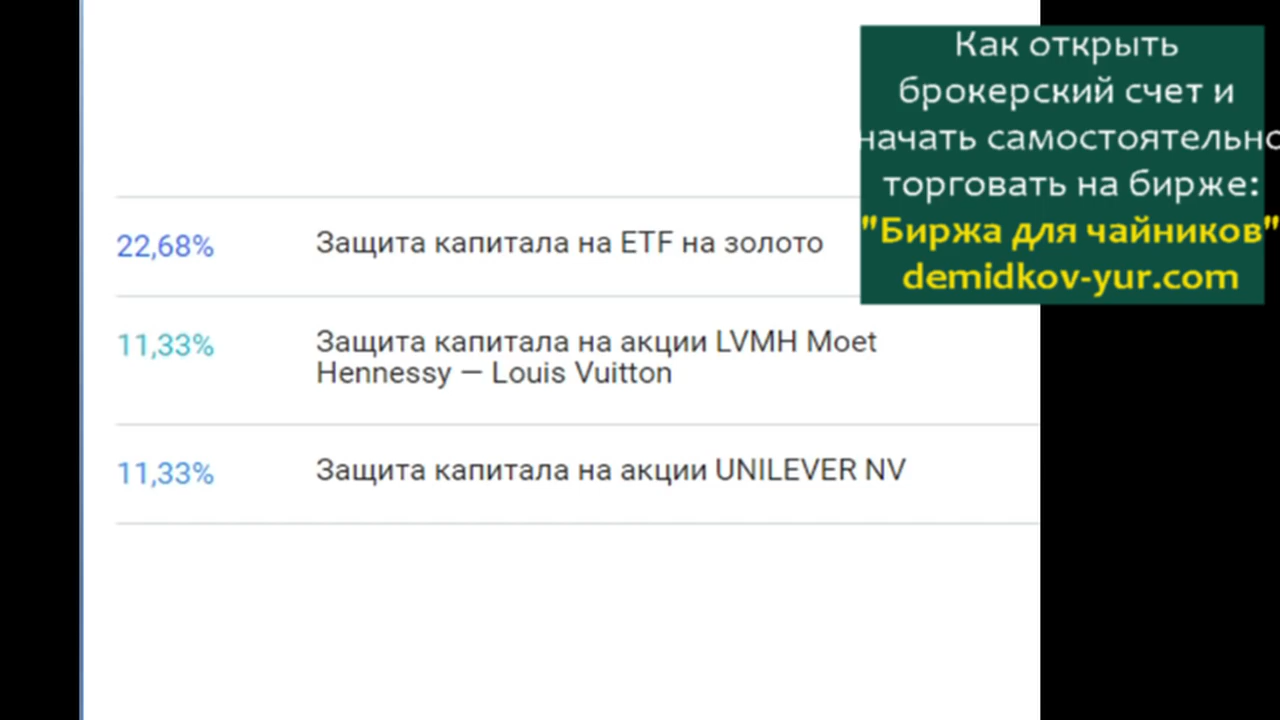 Как открыть
брокерский счет и
начать самостоятельно
торговать на бирже:
"Биржа для чайников"
demidkov-yur.com
22,68% Защита капитала на ETF на золото
11,33% Защита капитала на акции LVMH Moet
Hennessy — Louis Vuitton
11,33% Защита капитала на акции UNILEVER NV